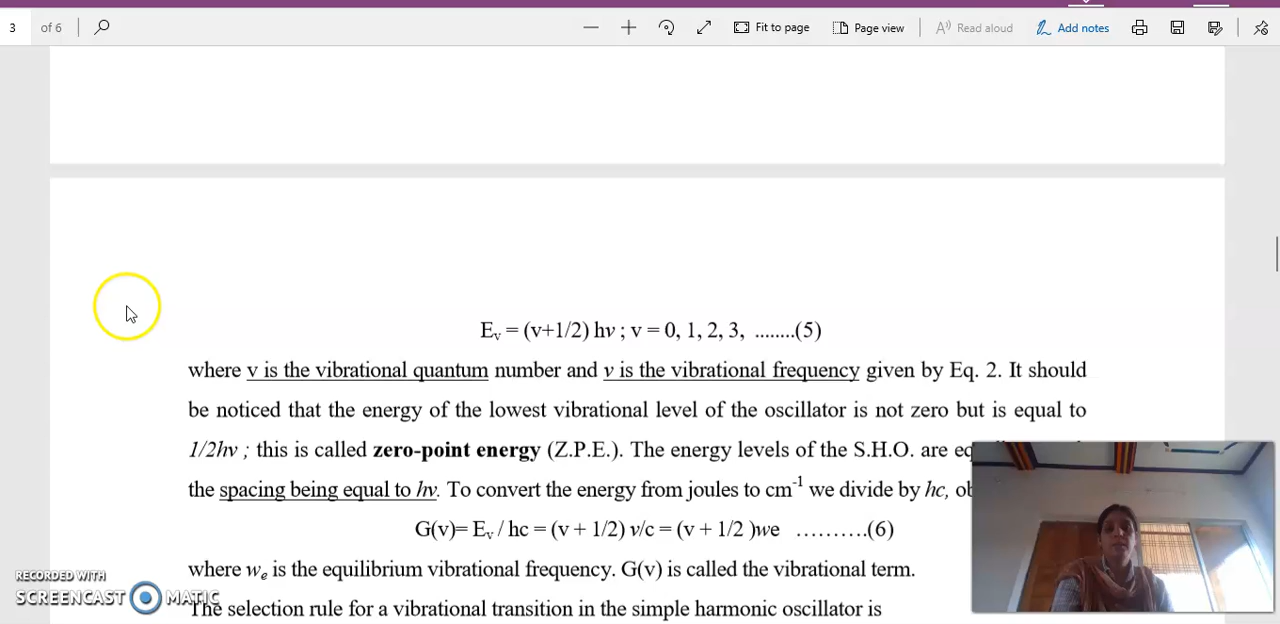 3 of 6 Fit to page Page view Read aloud Add notes
E_v = (v+1/2) hν ; v = 0, 1, 2, 3, ........(5)
where v is the vibrational quantum number and ν is the vibrational frequency given by Eq. 2. It should
be noticed that the energy of the lowest vibrational level of the oscillator is not zero but is equal to
1/2hν ; this is called zero-point energy (Z.P.E.). The energy levels of the S.H.O. are
the spacing being equal to hν. To convert the energy from joules to cm⁻¹ we divide by hc,
G(v)= E_v / hc = (v + 1/2) ν/c = (v + 1/2 )we ..........(6)
where w_e is the equilibrium vibrational frequency. G(v) is called the vibrational term.
The selection rule for a vibrational transition in the simple harmonic oscillator is
RECORDED WITH
SCREENCAST MATIC